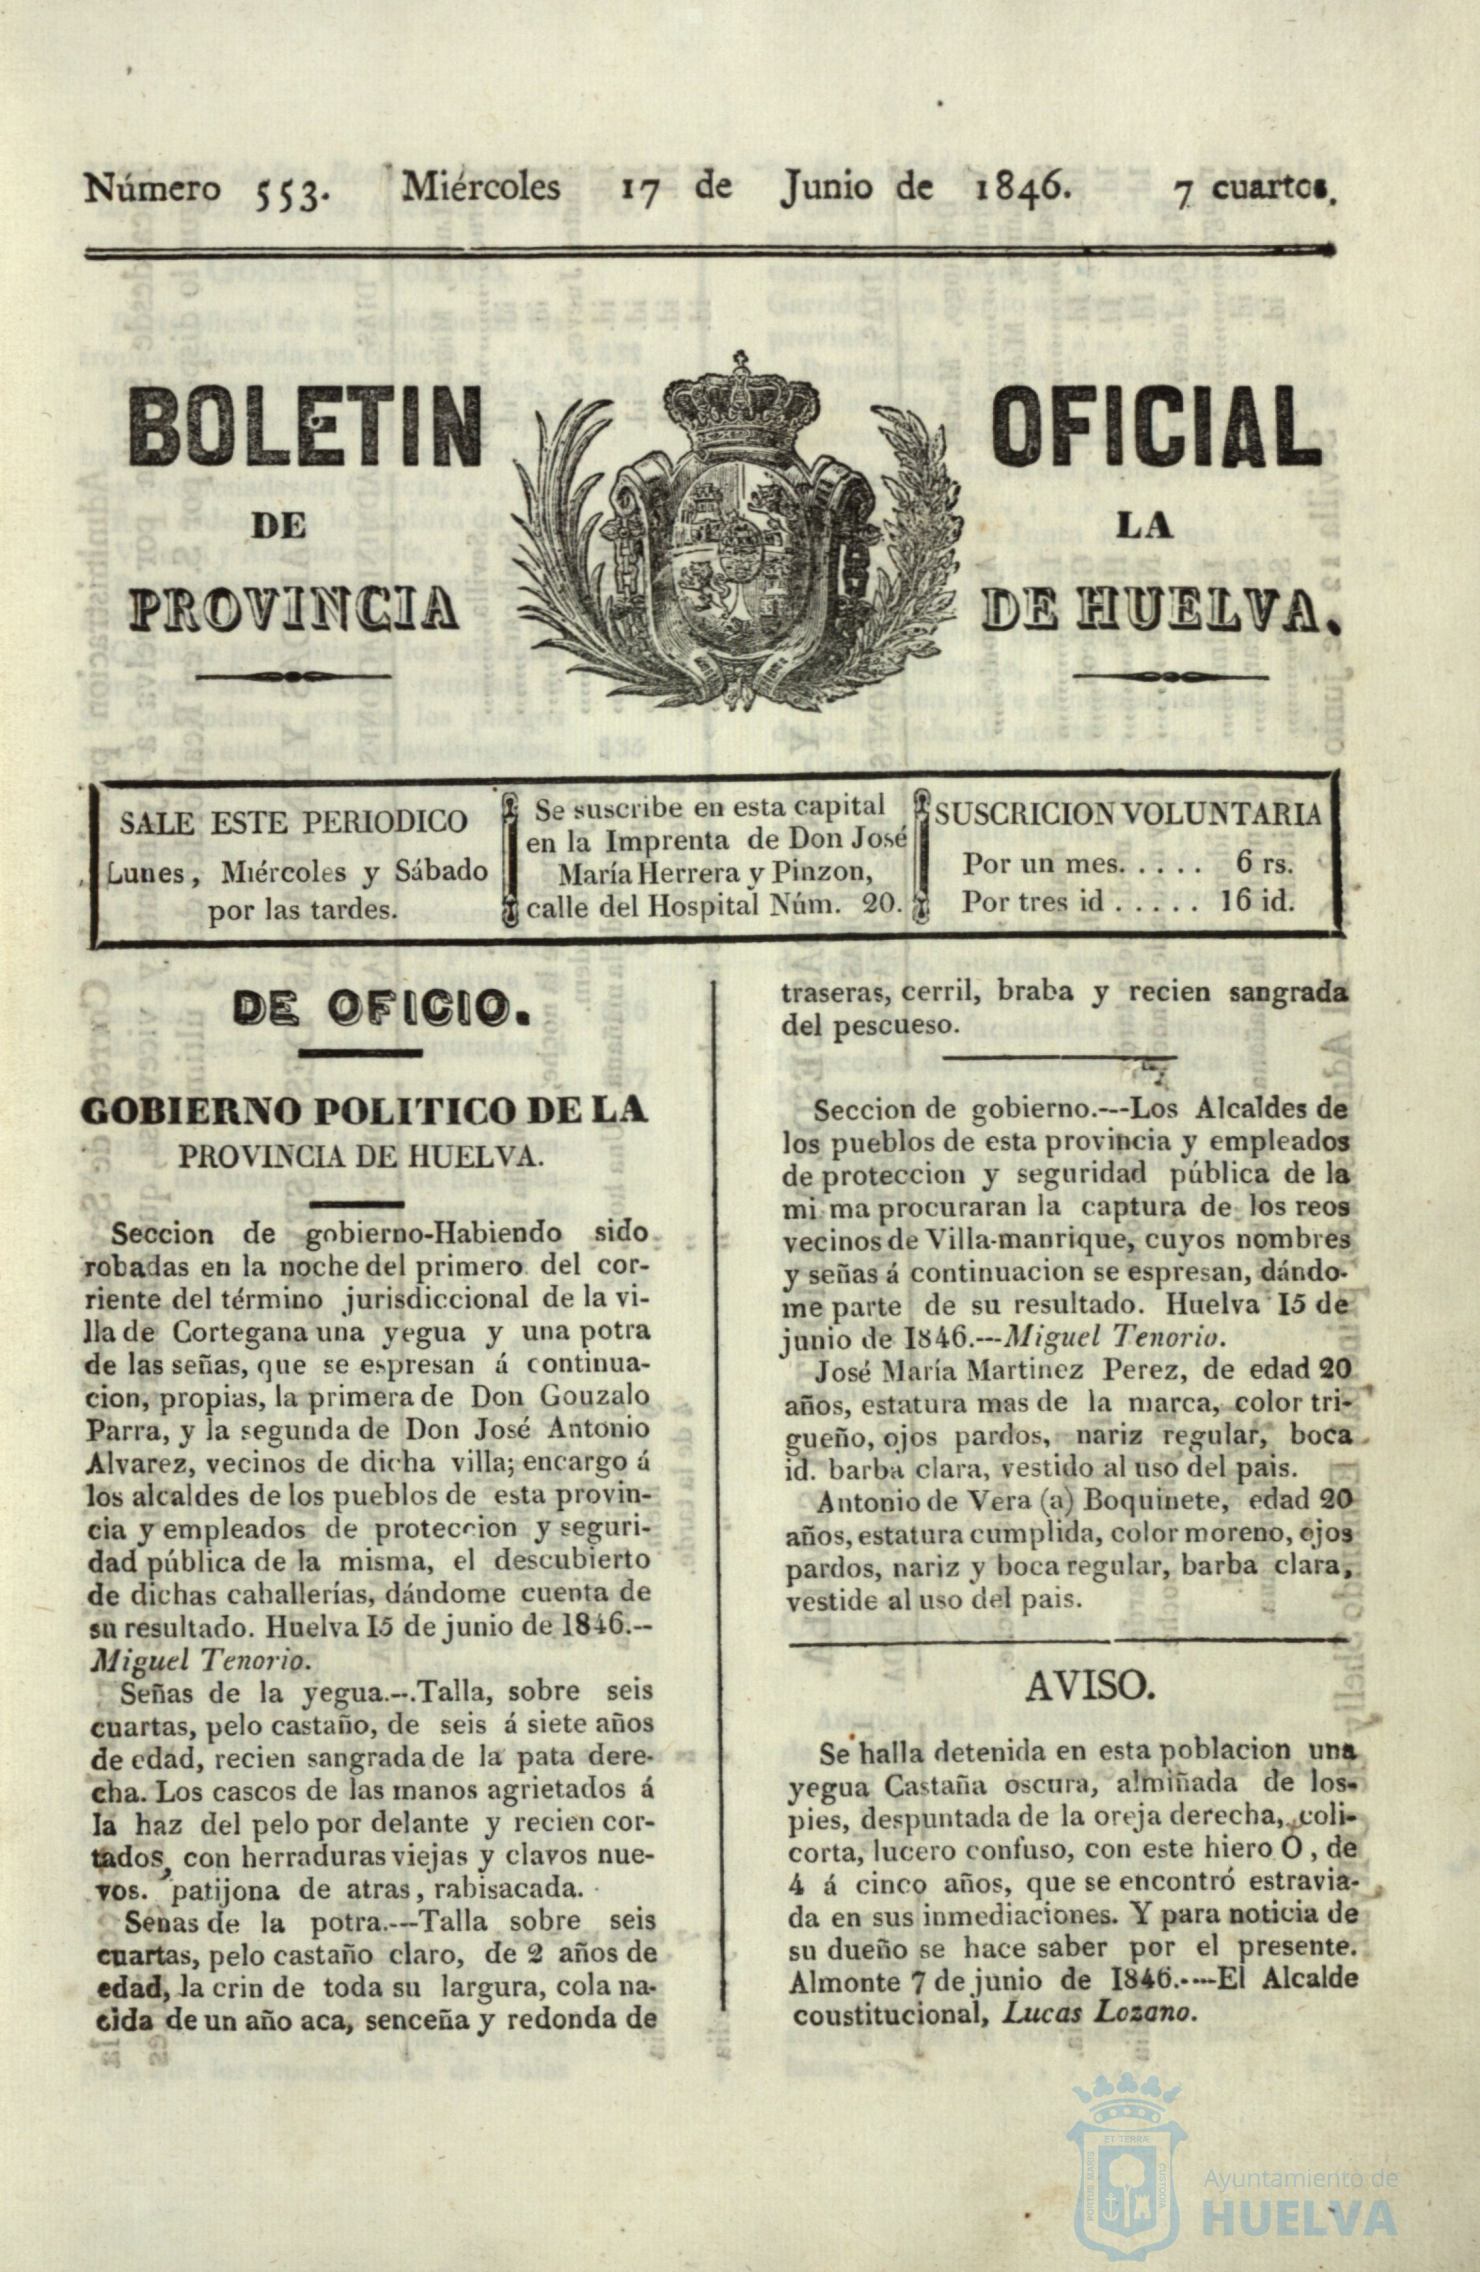 Número 553. Miércoles 17 de Junio de 1846. 7 cuartos.
BOLETIN OFICIAL
DE LA
PROVINCIA DE HUELVA.
SALE ESTE PERIODICO
Lunes, Miércoles y Sábado
por las tardes.
Se suscribe en esta capital
en la Imprenta de Don José
María Herrera y Pinzon,
calle del Hospital Núm. 20.
SUSCRICION VOLUNTARIA
Por un mes. . . . . 6 rs.
Por tres id . . . . . 16 id.
DE OFICIO.
GOBIERNO POLITICO DE LA
PROVINCIA DE HUELVA.
Seccion de gobierno-Habiendo sido
robadas en la noche del primero del cor-
riente del término jurisdiccional de la vi-
lla de Cortegana una yegua y una potra
de las señas, que se espresan á continua-
cion, propias, la primera de Don Gouzalo
Parra, y la segunda de Don José Antonio
Alvarez, vecinos de dicha villa; encargo á
los alcaldes de los pueblos de esta provin-
cia y empleados de proteccion y seguri-
dad pública de la misma, el descubierto
de dichas caballerías, dándome cuenta de
su resultado. Huelva 15 de junio de 1846.--
Miguel Tenorio.
Señas de la yegua.--.Talla, sobre seis
cuartas, pelo castaño, de seis á siete años
de edad, recien sangrada de la pata dere-
cha. Los cascos de las manos agrietados á
la haz del pelo por delante y recien cor-
tados, con herraduras viejas y clavos nue-
vos. patijona de atras, rabisacada.
Senas de la potra.---Talla sobre seis
cuartas, pelo castaño claro, de 2 años de
edad, la crin de toda su largura, cola na-
cida de un año aca, senceña y redonda de
traseras, cerril, braba y recien sangrada
del pescueso.
Seccion de gobierno.---Los Alcaldes de
los pueblos de esta provincia y empleados
de proteccion y seguridad pública de la
mi ma procuraran la captura de los reos
vecinos de Villa-manrique, cuyos nombres
y señas á continuacion se espresan, dándo-
me parte de su resultado. Huelva 15 de
junio de 1846.---Miguel Tenorio.
José María Martinez Perez, de edad 20
años, estatura mas de la marca, color tri-
gueño, ojos pardos, nariz regular, boca
id. barba clara, vestido al uso del pais.
Antonio de Vera (a) Boquinete, edad 20
años, estatura cumplida, color moreno, ojos
pardos, nariz y boca regular, barba clara,
vestide al uso del pais.
AVISO.
Se halla detenida en esta poblacion una
yegua Castaña oscura, almiñada de los-
pies, despuntada de la oreja derecha, coli-
corta, lucero confuso, con este hiero O, de
4 á cinco años, que se encontró estravia-
da en sus inmediaciones. Y para noticia de
su dueño se hace saber por el presente.
Almonte 7 de junio de 1846.----El Alcalde
coustitucional, Lucas Lozano.
ET TERRÆ
PORTUS MARIS
CUSTODIA
Ayuntamiento de
HUELVA